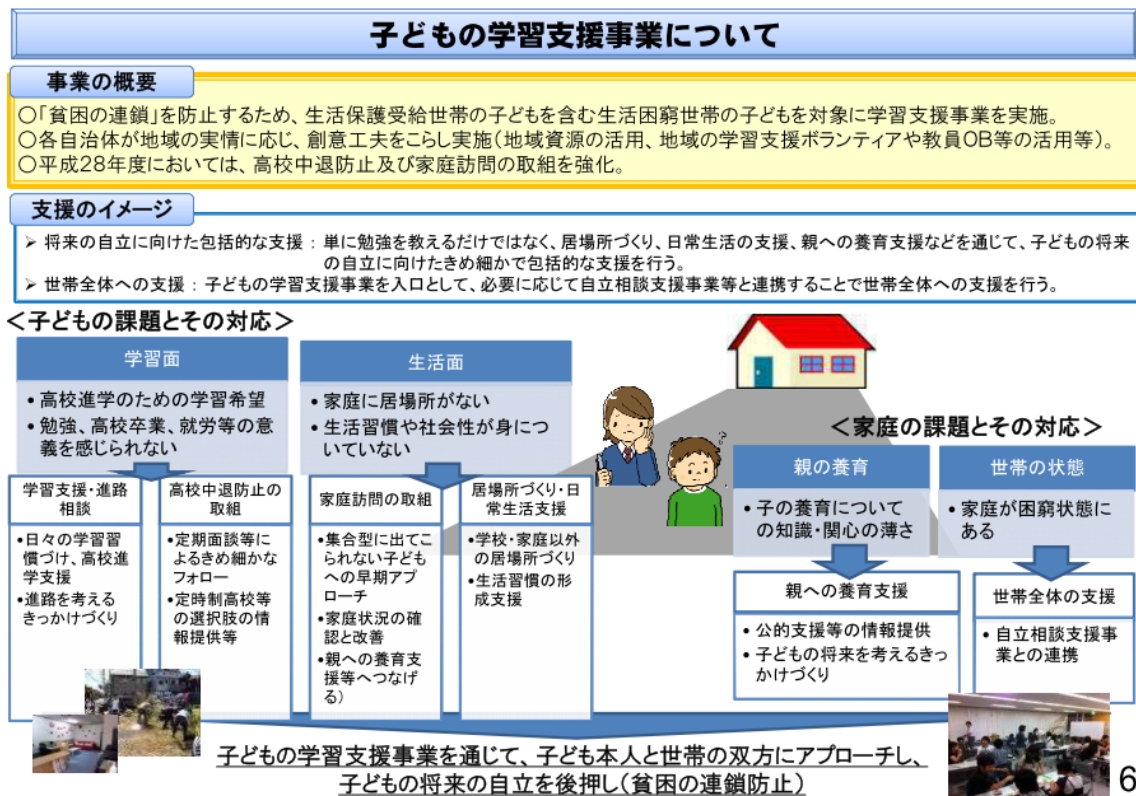 子どもの学習支援事業について
事業の概要
○「貧困の連鎖」を防止するため、生活保護受給世帯の子どもを含む生活困窮世帯の子どもを対象に学習支援事業を実施。
○各自治体が地域の実情に応じ、創意工夫をこらし実施(地域資源の活用、地域の学習支援ボランティアや教員OB等の活用等)。
○平成28年度においては、高校中退防止及び家庭訪問の取組を強化。
支援のイメージ
➢ 将来の自立に向けた包括的な支援 : 単に勉強を教えるだけではなく、居場所づくり、日常生活の支援、親への養育支援などを通じて、子どもの将来
の自立に向けたきめ細かで包括的な支援を行う。
➢ 世帯全体への支援 : 子どもの学習支援事業を入口として、必要に応じて自立相談支援事業等と連携することで世帯全体への支援を行う。
<子どもの課題とその対応>
学習面
• 高校進学のための学習希望
• 勉強、高校卒業、就労等の意
義を感じられない
学習支援・進路
相談
•日々の学習習
慣づけ、高校進
学支援
•進路を考える
きっかけづくり
高校中退防止の
取組
•定期面談等に
よるきめ細かな
フォロー
•定時制高校等
の選択肢の情
報提供等
生活面
• 家庭に居場所がない
• 生活習慣や社会性が身につ
いていない
家庭訪問の取組
•集合型に出てこ
られない子ども
への早期アプ
ローチ
•家庭状況の確
認と改善
•親への養育支
援等へつなげ
る)
居場所づくり・日
常生活支援
•学校・家庭以外
の居場所づくり
•生活習慣の形
成支援
?
<家庭の課題とその対応>
親の養育
• 子の養育について
の知識・関心の薄さ
親への養育支援
• 公的支援等の情報提供
• 子どもの将来を考えるきっ
かけづくり
世帯の状態
• 家庭が困窮状態に
ある
世帯全体の支援
• 自立相談支援事
業との連携
子どもの学習支援事業を通じて、子ども本人と世帯の双方にアプローチし、
子どもの将来の自立を後押し(貧困の連鎖防止)
6